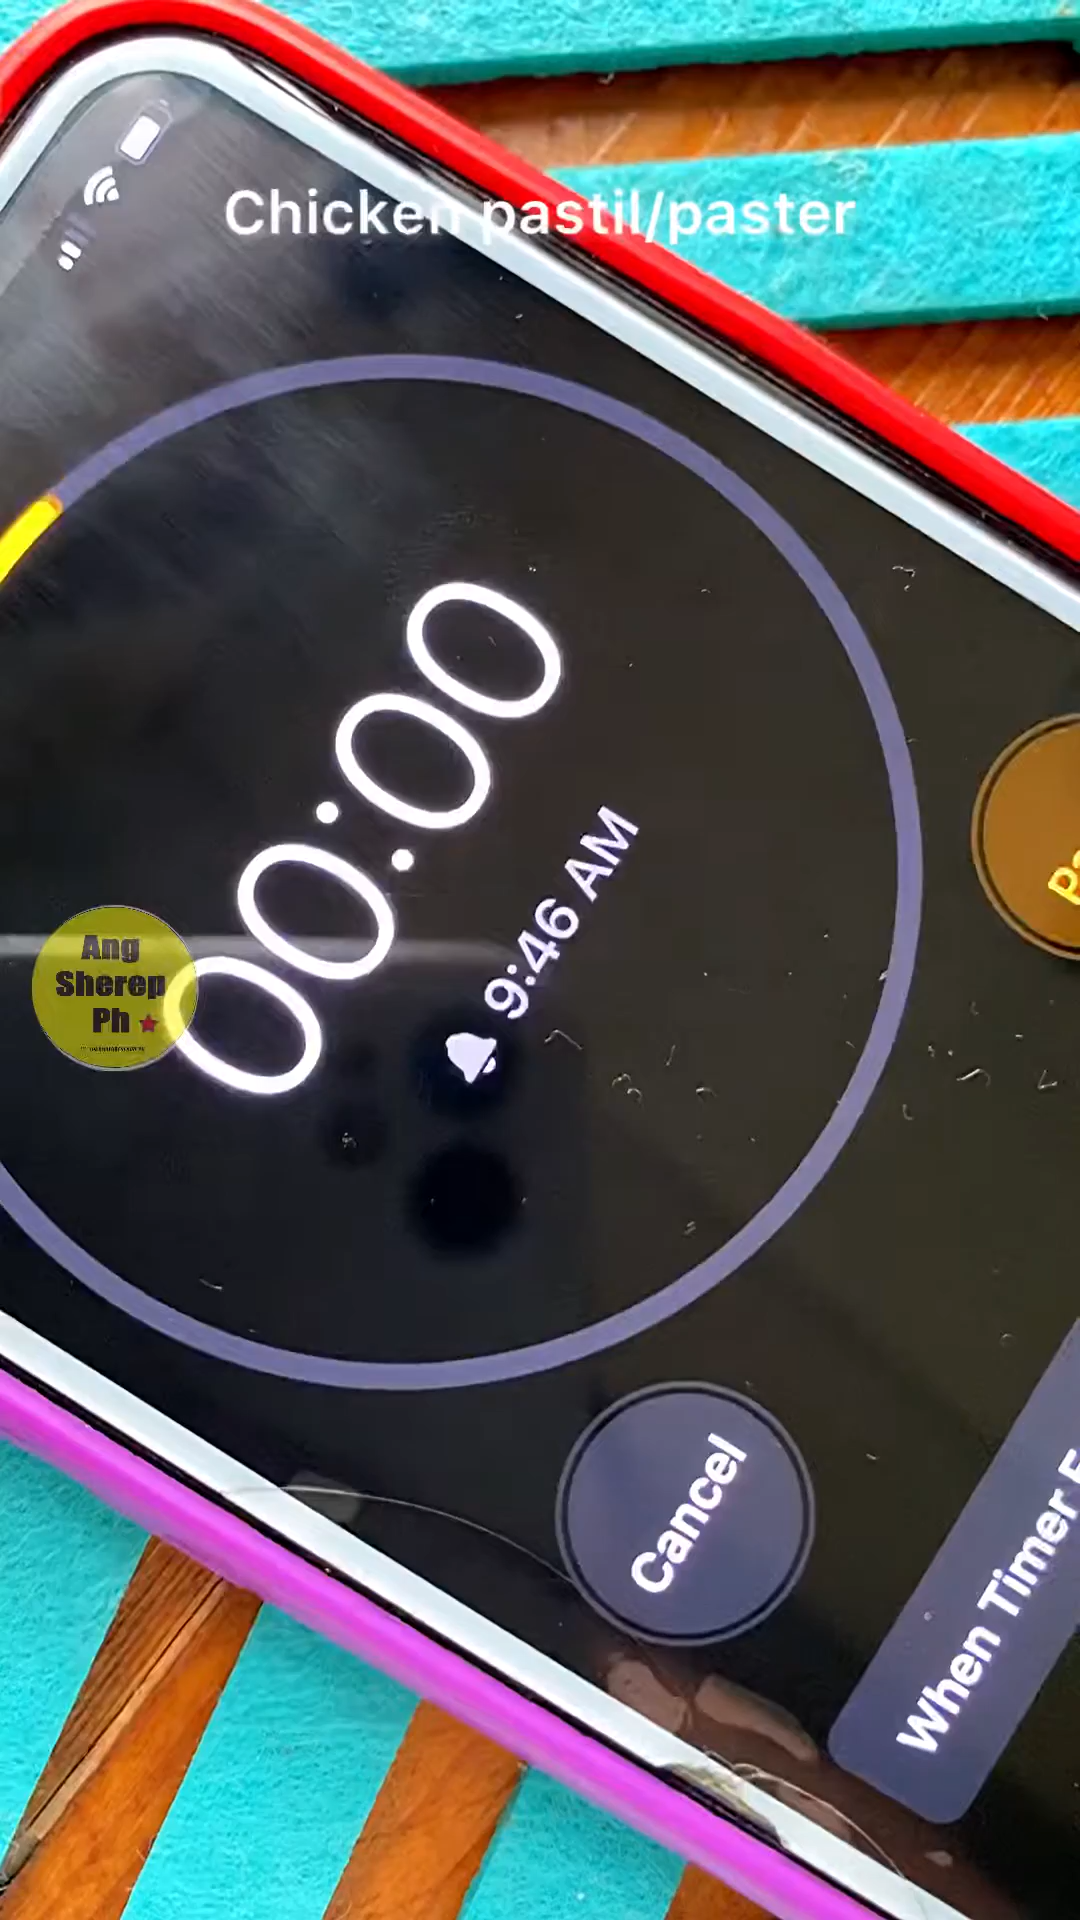 Chicken pastil/paster
00:00
9:46 AM
Cancel
When Timer
Ang
Sherep
Ph